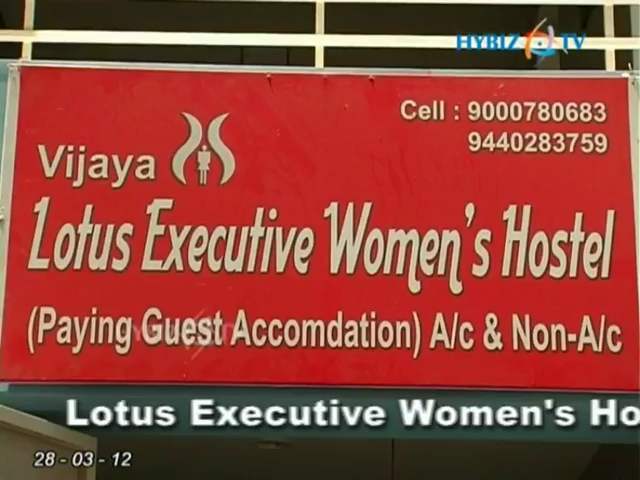 HYBIZ TV
Cell : 9000780683
9440283759
Vijaya
Lotus Executive Women's Hostel
(Paying Guest Accomdation) A/c & Non-A/c
Lotus Executive Women's Ho
28 - 03 - 12